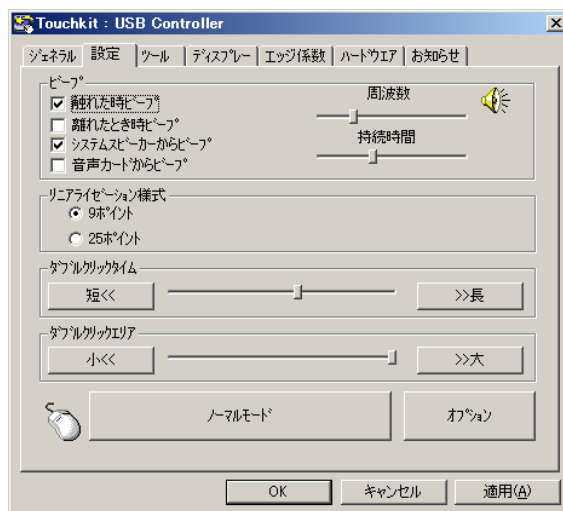 Touchkit : USB Controller
ジェネラル 設定 ツール ディスプレー エッジ係数 ハードウエア お知らせ
ビープ
触れた時ビープ
離れたとき時ビープ
システムスピーカーからビープ
音声カードからビープ
周波数
持続時間
リニアライゼーション様式
9ポイント
25ポイント
ダブルクリックタイム
短<< >>長
ダブルクリックエリア
小<< >>大
ノーマルモード オプション
OK キャンセル 適用(A)